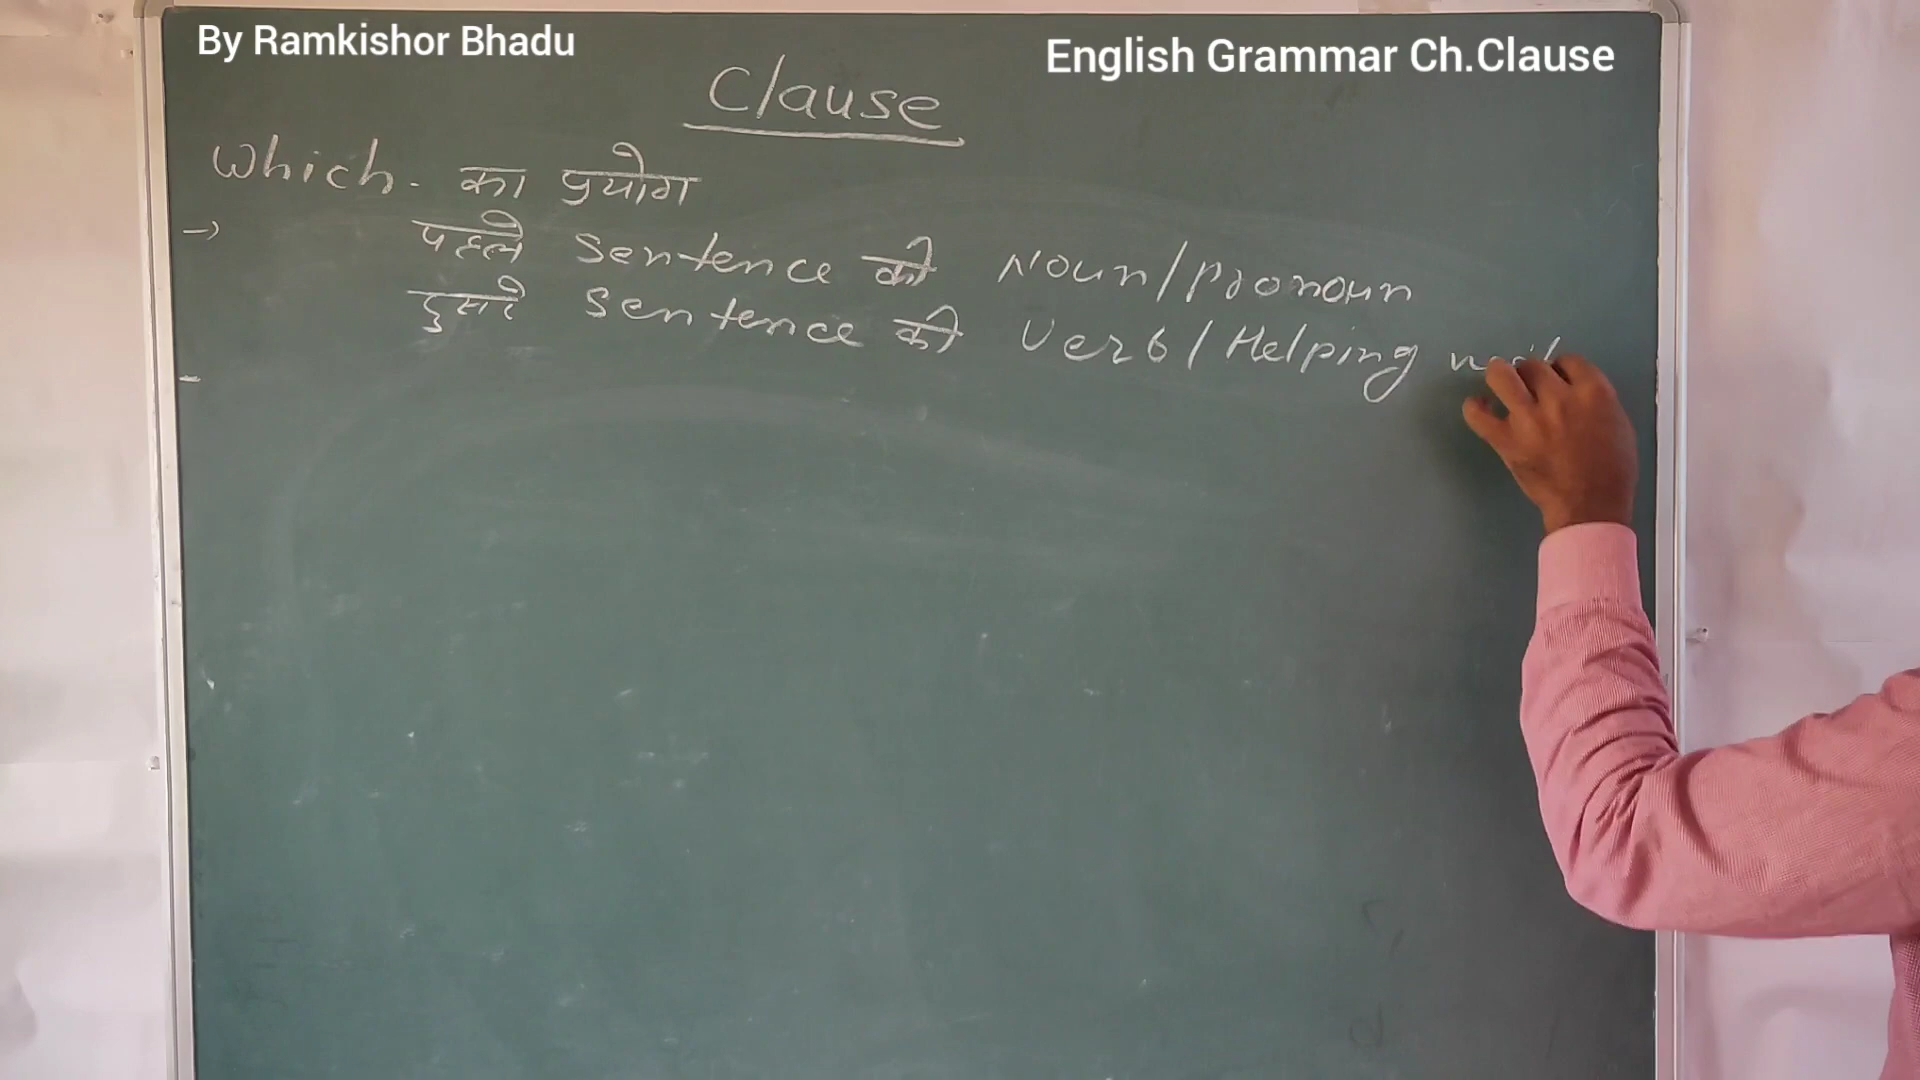 By Ramkishor Bhadu
English Grammar Ch.Clause
Clause
Which - का प्रयोग
→ पहले sentence की Noun/Pronoun
दुसरे sentence की Verb/Helping